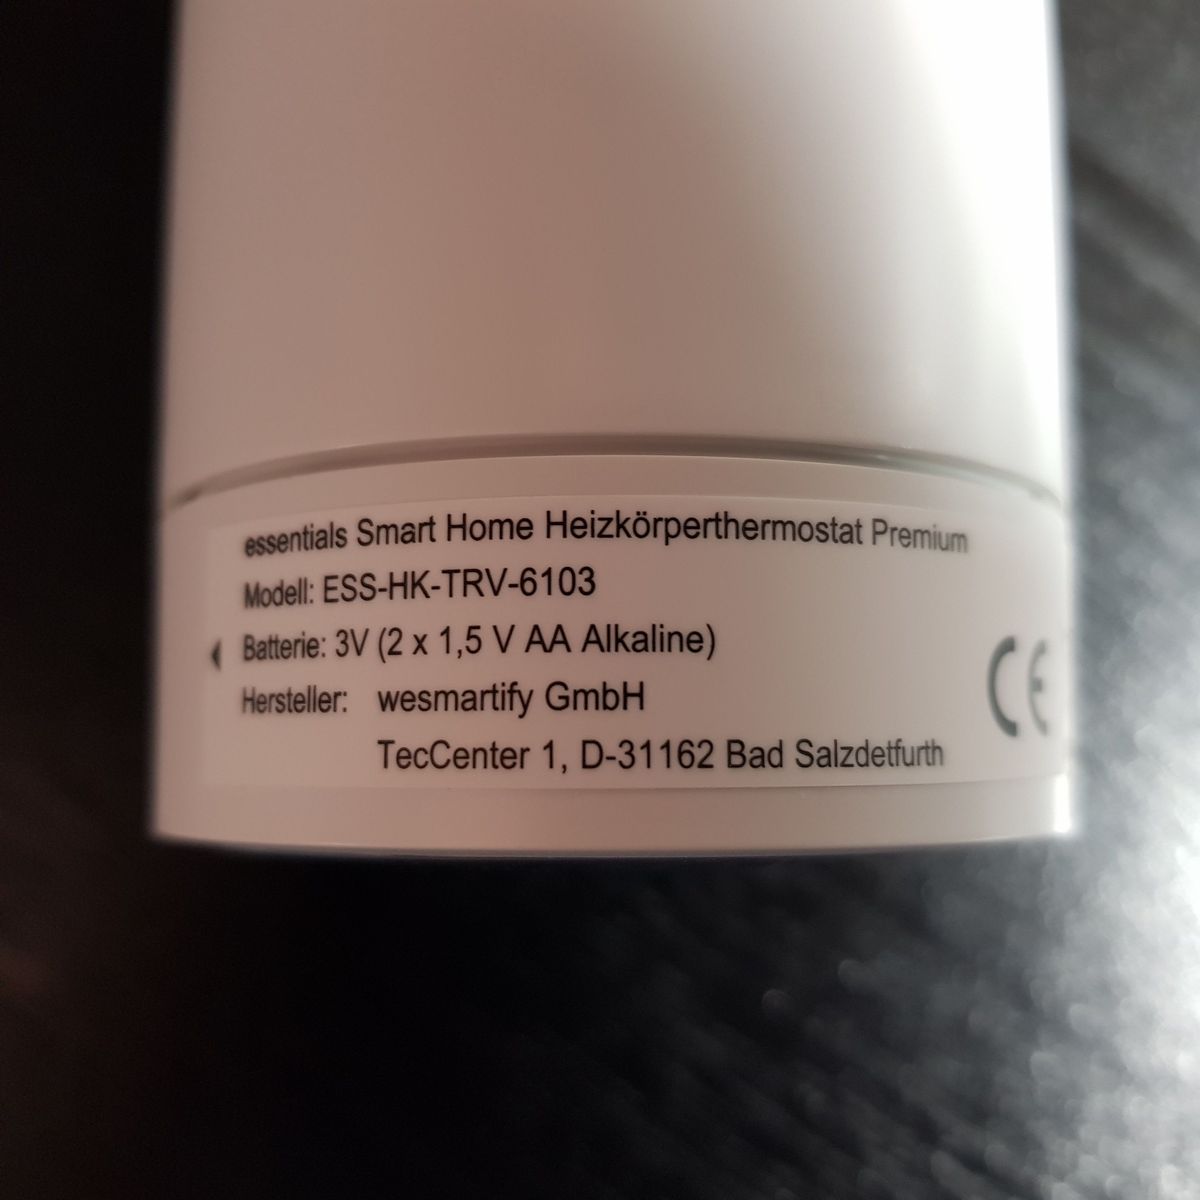 essentials Smart Home Heizkörperthermostat Premium
Modell: ESS-HK-TRV-6103
Batterie: 3V (2 x 1,5 V AA Alkaline)
Hersteller: wesmartify GmbH
TecCenter 1, D-31162 Bad Salzdetfurth
CE